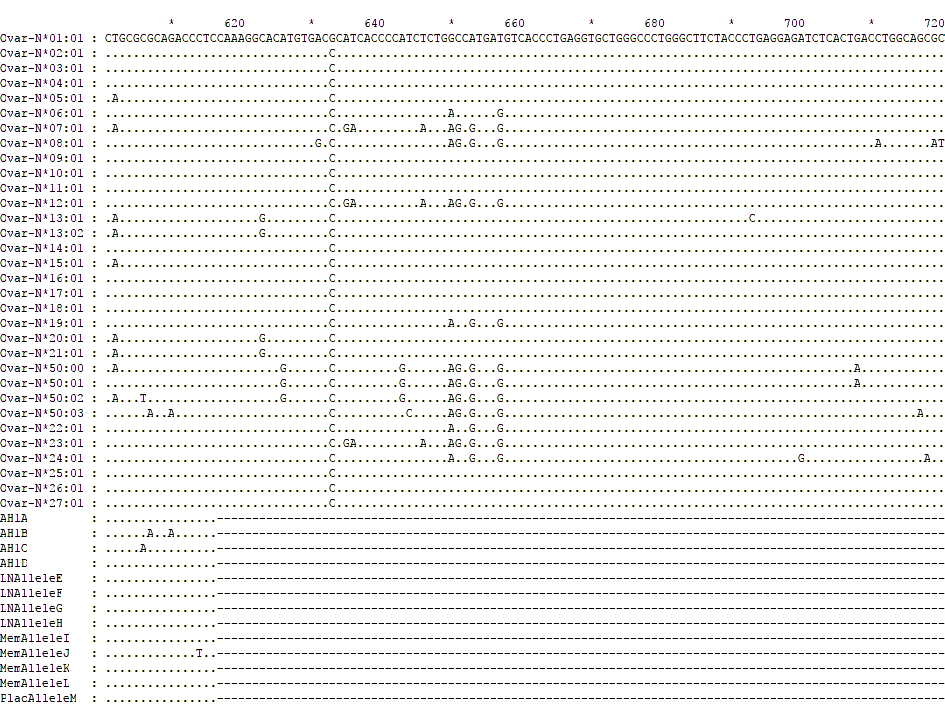 * 620 * 640 * 660 * 680 * 700 * 720
Ovar-N*01:01 : CTGCGCGCAGACCCTCCAAAGGCACATGTGACGCATCACCCCATCTCTGGCCATGATGTCACCCTGAGGTGCTGGGCCCTGGGCTTCTACCCTGAGGAGATCTCACTGACCTGGCAGCGC
Ovar-N*02:01 : ................................C.......................................................................................
Ovar-N*03:01 : ................................C.......................................................................................
Ovar-N*04:01 : ................................C.......................................................................................
Ovar-N*05:01 : .A..............................C.......................................................................................
Ovar-N*06:01 : ................................C................A......G...............................................................
Ovar-N*07:01 : .A..............................C.GA.........A...AG.G...G...............................................................
Ovar-N*08:01 : ..............................G.C................AG.G...G.....................................................A.......AT
Ovar-N*09:01 : ................................C.......................................................................................
Ovar-N*10:01 : ................................C.......................................................................................
Ovar-N*11:01 : ................................C.......................................................................................
Ovar-N*12:01 : ................................C.GA.........A...AG.G...G...............................................................
Ovar-N*13:01 : .A....................G.........C...........................................................C...........................
Ovar-N*13:02 : .A....................G.........C.......................................................................................
Ovar-N*14:01 : ................................C.......................................................................................
Ovar-N*15:01 : .A..............................C.......................................................................................
Ovar-N*16:01 : ................................C.......................................................................................
Ovar-N*17:01 : ................................C.......................................................................................
Ovar-N*18:01 : ................................C.......................................................................................
Ovar-N*19:01 : ................................C................A..G...G...............................................................
Ovar-N*20:01 : .A....................G.........C.......................................................................................
Ovar-N*21:01 : .A....................G.........C.......................................................................................
Ovar-N*50:00 : .A.......................G......C.........G......AG.G...G..................................................A............
Ovar-N*50:01 : .........................G......C.........G......AG.G...G..................................................A............
Ovar-N*50:02 : .A...T...................G......C.........G......AG.G...G...............................................................
Ovar-N*50:03 : ......A..A......................C..........C.....AG.G...G...........................................................A...
Ovar-N*22:01 : ................................C................A..G...G...............................................................
Ovar-N*23:01 : ................................C.GA.........A...AG.G...G...............................................................
Ovar-N*24:01 : ................................C................A..G...G..........................................G.................A..
Ovar-N*25:01 : ................................C.......................................................................................
Ovar-N*26:01 : ................................C.......................................................................................
Ovar-N*27:01 : ................................C.......................................................................................
AH1A : ................--------------------------------------------------------------------------------------------------------
AH1B : ......A..A......--------------------------------------------------------------------------------------------------------
AH1C : .....A..........--------------------------------------------------------------------------------------------------------
AH1D : ................--------------------------------------------------------------------------------------------------------
LNAlleleE : ................--------------------------------------------------------------------------------------------------------
LNAlleleF : ................--------------------------------------------------------------------------------------------------------
LNAlleleG : ................--------------------------------------------------------------------------------------------------------
LNAlleleH : ................--------------------------------------------------------------------------------------------------------
MemAlleleI : ................--------------------------------------------------------------------------------------------------------
MemAlleleJ : .............T..--------------------------------------------------------------------------------------------------------
MemAlleleK : ................--------------------------------------------------------------------------------------------------------
MemAlleleL : ................--------------------------------------------------------------------------------------------------------
PlacAlleleM : ................--------------------------------------------------------------------------------------------------------